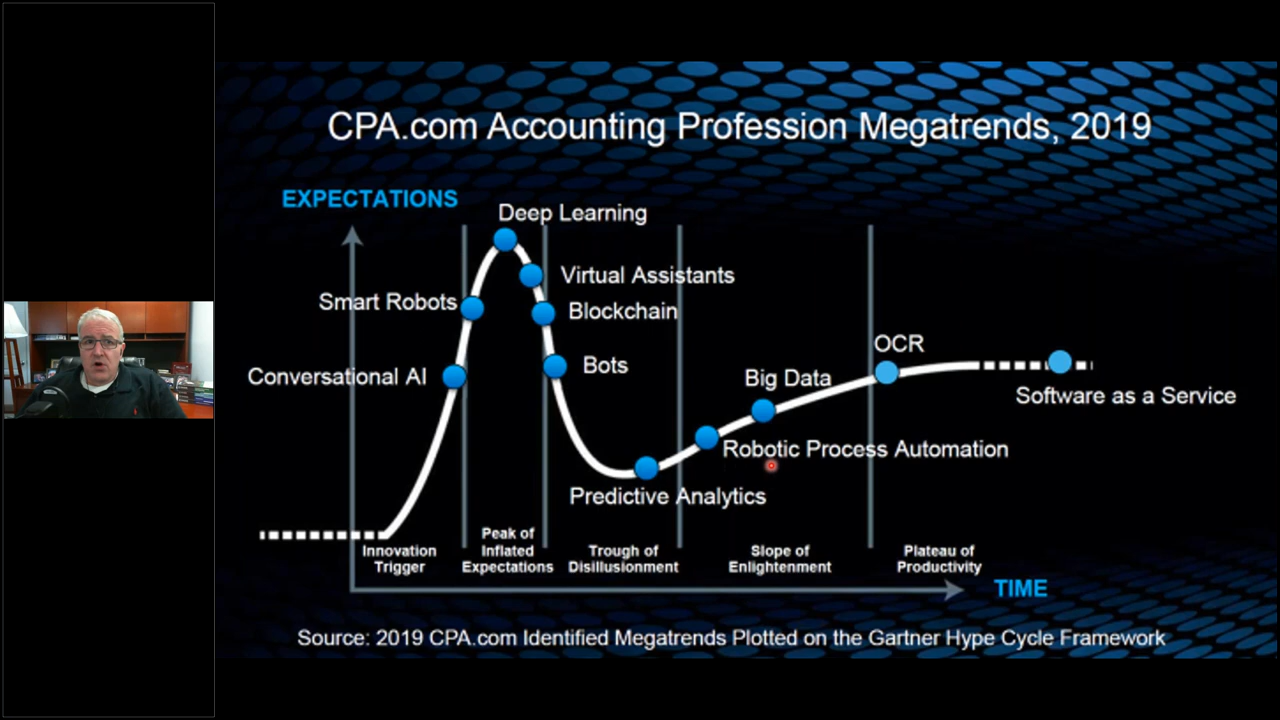 CPA.com Accounting Profession Megatrends, 2019
EXPECTATIONS
Deep Learning
Virtual Assistants
Smart Robots
Blockchain
OCR
Bots
Conversational AI
Big Data
Software as a Service
Robotic Process Automation
Predictive Analytics
Innovation
Trigger
Peak of
Inflated
Expectations
Trough of
Disillusionment
Slope of
Enlightenment
Plateau of
Productivity
TIME
Source: 2019 CPA.com Identified Megatrends Plotted on the Gartner Hype Cycle Framework